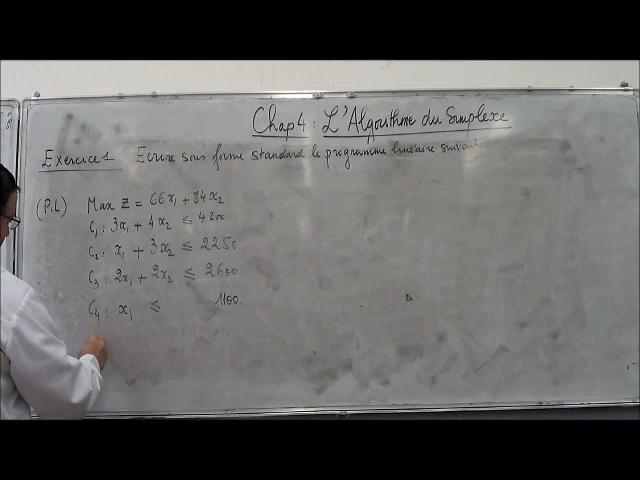 Chap 4 : L'Algorithme du Simplexe
Exercice 1 Ecrire sous forme standard le programme linéaire suivant
(P.L) Max Z = 66x₁ + 84x₂
C₁ : 3x₁ + 4x₂ ≤ 4200
C₂ : x₁ + 3x₂ ≤ 2250
C₃ : 2x₁ + 2x₂ ≤ 2600
C₄ : x₁ ≤ 1100.